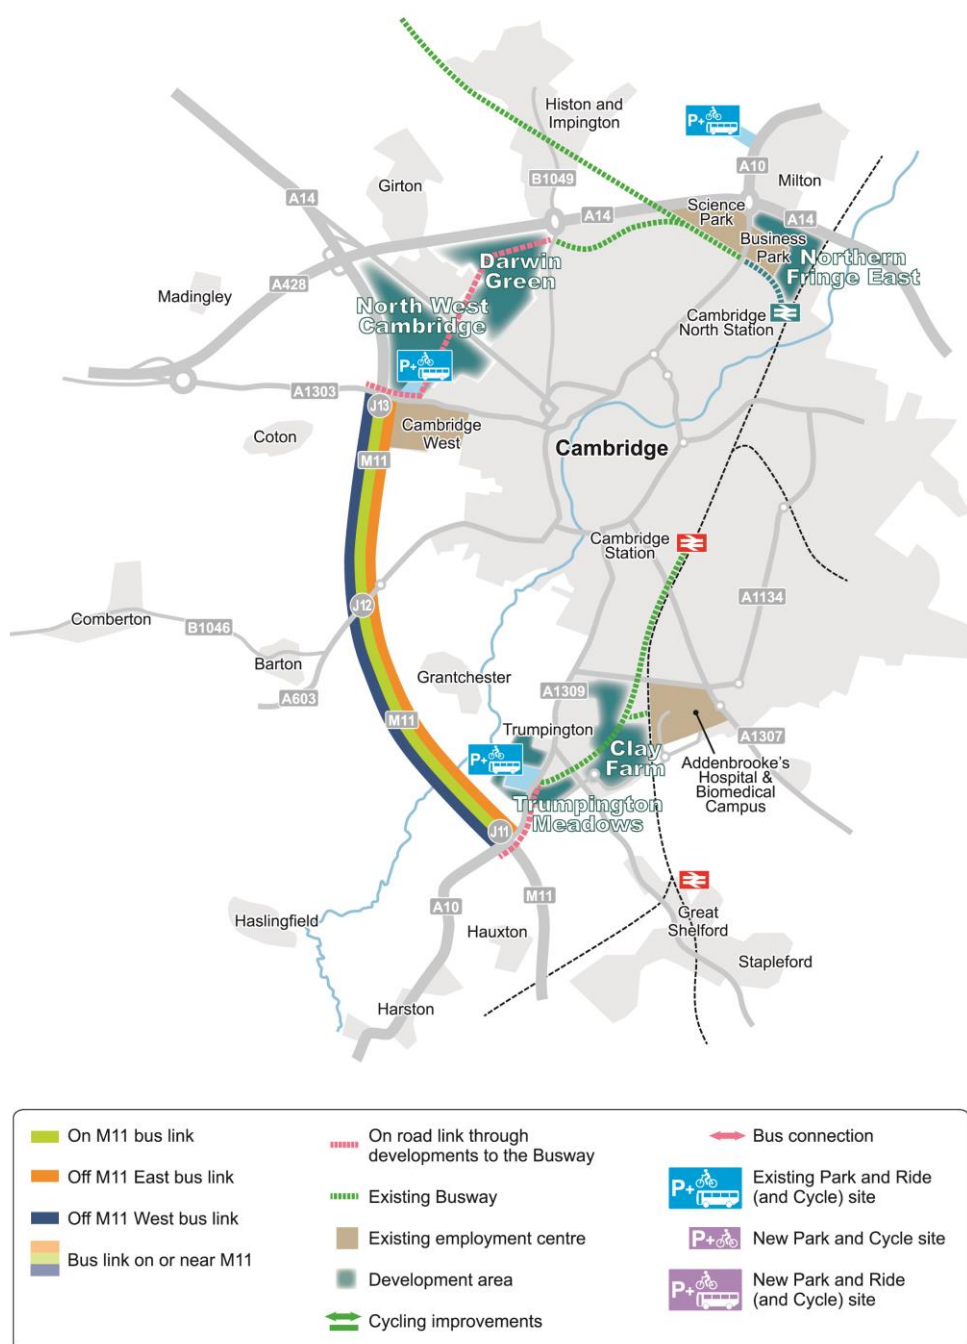 Histon and
Impington
P+
A10
Milton
B1049
Girton
A14
A14
Science
Park
A14
Business
Park
Northern
Fringe East
Darwin
Green
A428
Madingley
North West
Cambridge
Cambridge
North Station
P+
A1303
J13
Cambridge
West
Coton
M11
Cambridge
Cambridge
Station
J12
A1134
Comberton
B1046
Barton
Grantchester
A603
A1309
M11
Trumpington
P+
Clay
Farm
A1307
Addenbrooke's
Hospital &
Biomedical
Campus
Trumpington
Meadows
J11
M11
A10
Great
Shelford
Haslingfield
Hauxton
Stapleford
Harston
On M11 bus link
Off M11 East bus link
Off M11 West bus link
Bus link on or near M11
On road link through
developments to the Busway
Existing Busway
Existing employment centre
Development area
Cycling improvements
Bus connection
P+
Existing Park and Ride
(and Cycle) site
P+
New Park and Cycle site
P+
New Park and Ride
(and Cycle) site